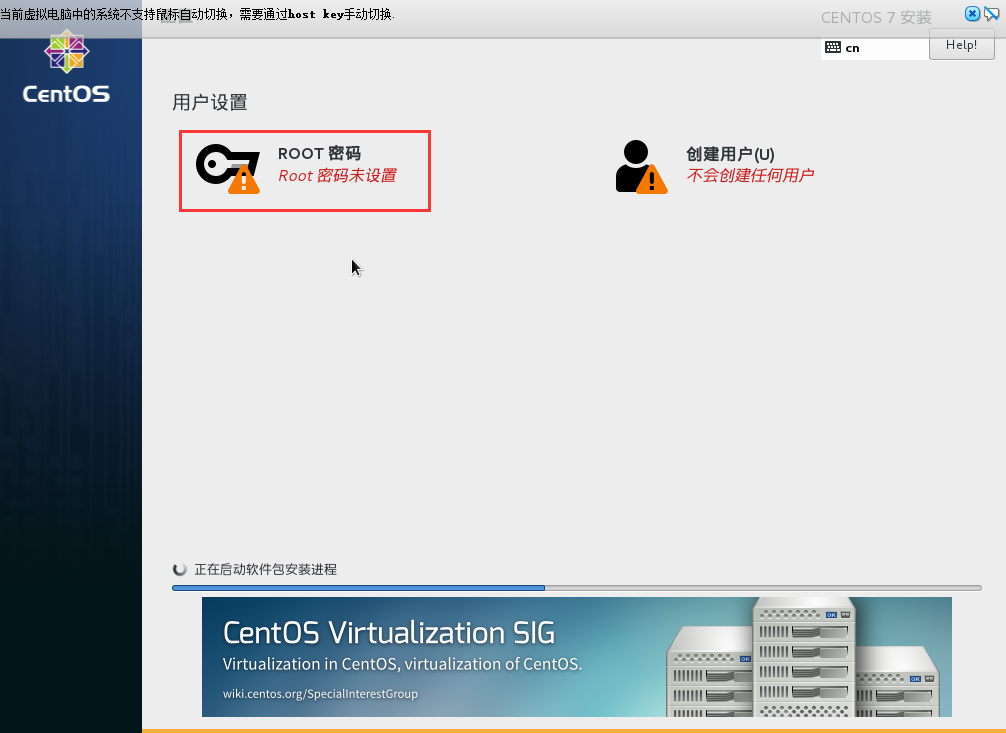 当前虚拟电脑中的系统不支持鼠标自动切换，需要通过host key手动切换.
CENTOS 7 安装
cn
Help!
CentOS
用户设置
ROOT 密码
Root 密码未设置
创建用户(U)
不会创建任何用户
正在启动软件包安装进程
CentOS Virtualization SIG
Virtualization in CentOS, virtualization of CentOS.
wiki.centos.org/SpecialInterestGroup
OK
OK
OK